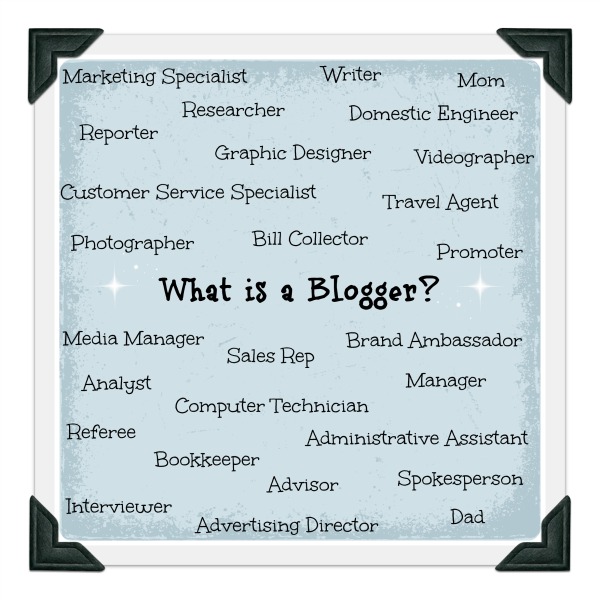 Marketing Specialist
Writer
Mom
Researcher
Domestic Engineer
Reporter
Graphic Designer
Videographer
Customer Service Specialist
Travel Agent
Photographer
Bill Collector
Promoter
What is a Blogger?
Media Manager
Brand Ambassador
Sales Rep
Analyst
Manager
Computer Technician
Referee
Administrative Assistant
Bookkeeper
Advisor
Spokesperson
Interviewer
Dad
Advertising Director